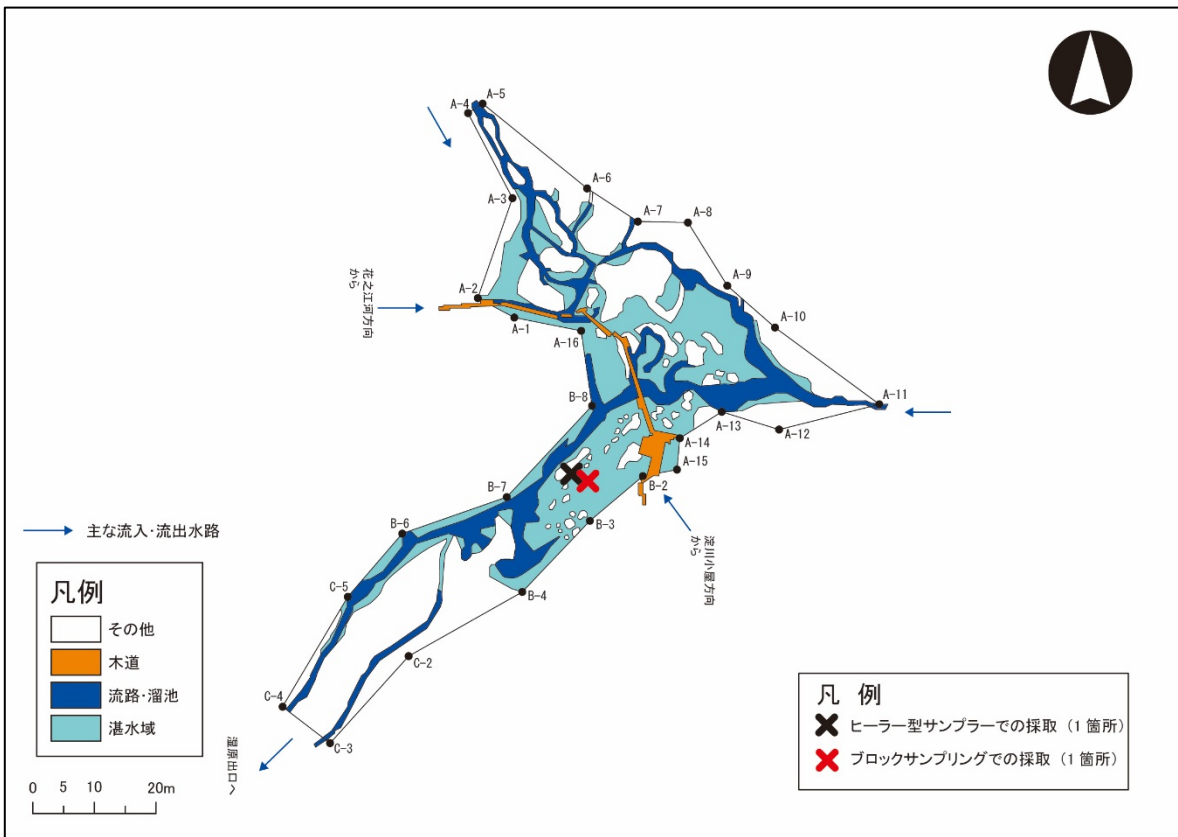 A-5
A-4
A-6
A-3
A-7
A-8
花之江河方向
から
A-9
A-2
A-1
A-10
A-16
B-8
A-11
A-13
A-12
A-14
A-15
B-2
B-7
B-3
B-6
淀川小屋方向
から
C-5
B-4
C-2
C-4
C-3
湿原出口へ
主な流入・流出水路
凡例
その他
木道
流路・溜池
湛水域
0 5 10 20m
凡 例
ヒーラー型サンプラーでの採取(1箇所)
ブロックサンプリングでの採取(1箇所)